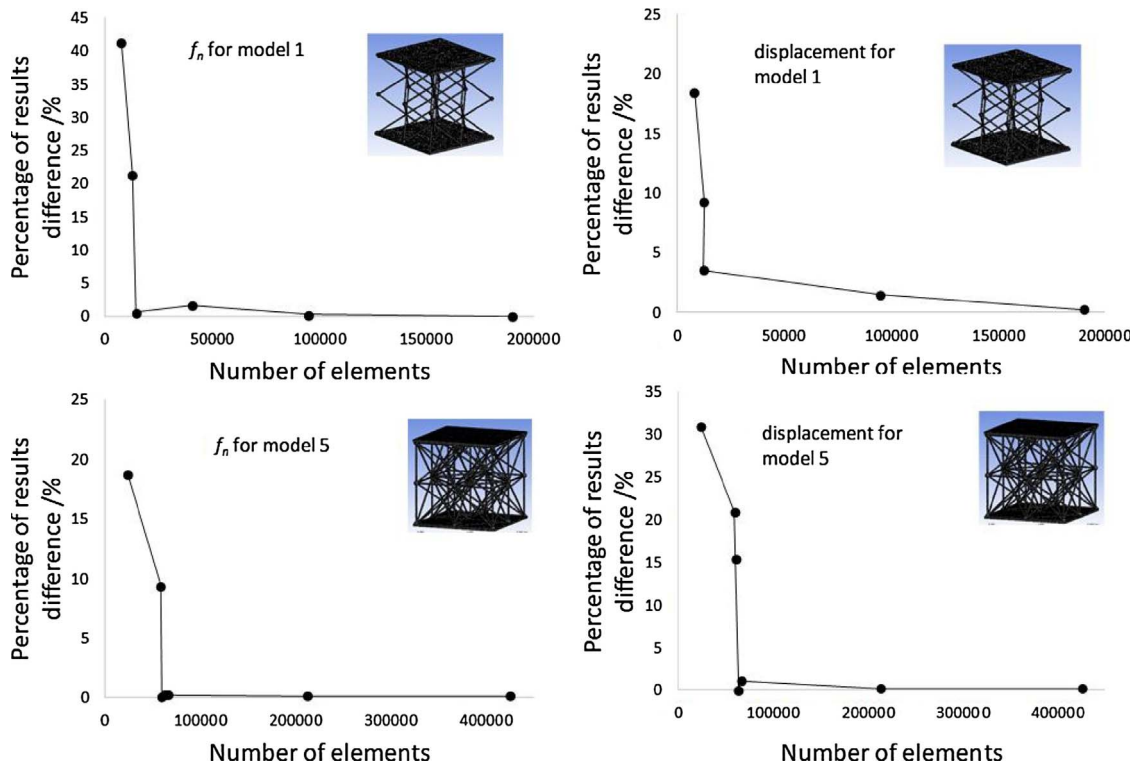 Percentage of results
difference /%
45
40
35
30
25
20
15
10
5
0
fn for model 1
0 50000 100000 150000 200000
Number of elements
Percentage of results
difference /%
25
20
15
10
5
0
displacement for
model 1
0 50000 100000 150000 200000
Number of elements
Percentage of results
difference /%
25
20
15
10
5
0
fn for model 5
0 100000 200000 300000 400000
Number of elements
Percentage of results
difference /%
35
30
25
20
15
10
5
0
displacement for
model 5
0 100000 200000 300000 400000
Number of elements